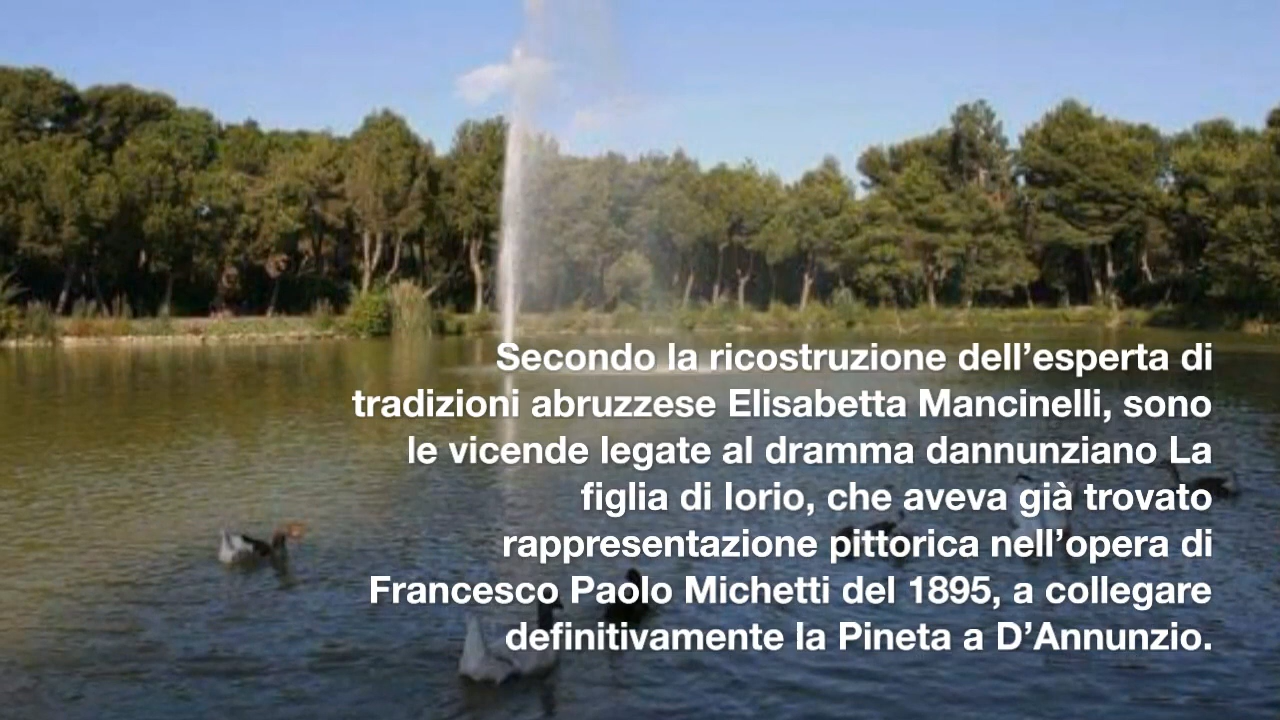 Secondo la ricostruzione dell’esperta di
tradizioni abruzzese Elisabetta Mancinelli, sono
le vicende legate al dramma dannunziano La
figlia di Iorio, che aveva già trovato
rappresentazione pittorica nell’opera di
Francesco Paolo Michetti del 1895, a collegare
definitivamente la Pineta a D’Annunzio.